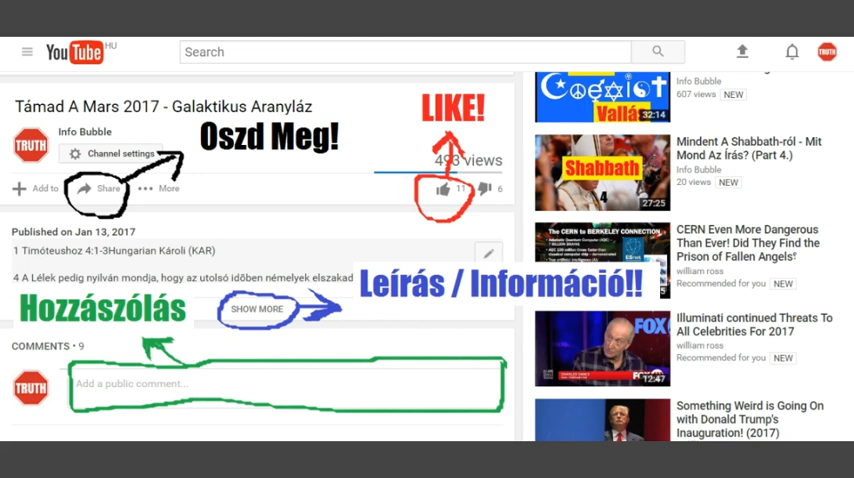 YouTube HU
Search
TRUTH
Támad A Mars 2017 - Galaktikus Aranyláz
Info Bubble
TRUTH
Channel settings
Oszd Meg!
LIKE!
493 views
Add to
Share
More
11
6
Published on Jan 13, 2017
1 Timóteushoz 4:1-3Hungarian Károli (KAR)
4 A Lélek pedig nyilván mondja, hogy az utolsó időben némelyek elszakad
Leírás / Információ!!
Hozzászólás
SHOW MORE
COMMENTS • 9
TRUTH
Add a public comment...
Coexist
Vallás
32:14
Info Bubble
607 views NEW
Shabbath
4
27:25
Mindent A Shabbath-ról - Mit
Mond Az Írás? (Part 4.)
Info Bubble
20 views NEW
The CERN to BERKELEY CONNECTION
CERN Even More Dangerous
Than Ever! Did They Find the
Prison of Fallen Angels‽
william ross
Recommended for you NEW
FOX
12:47
Illuminati continued Threats To
All Celebrities For 2017
william ross
Recommended for you NEW
Something Weird is Going On
with Donald Trump's
Inauguration! (2017)